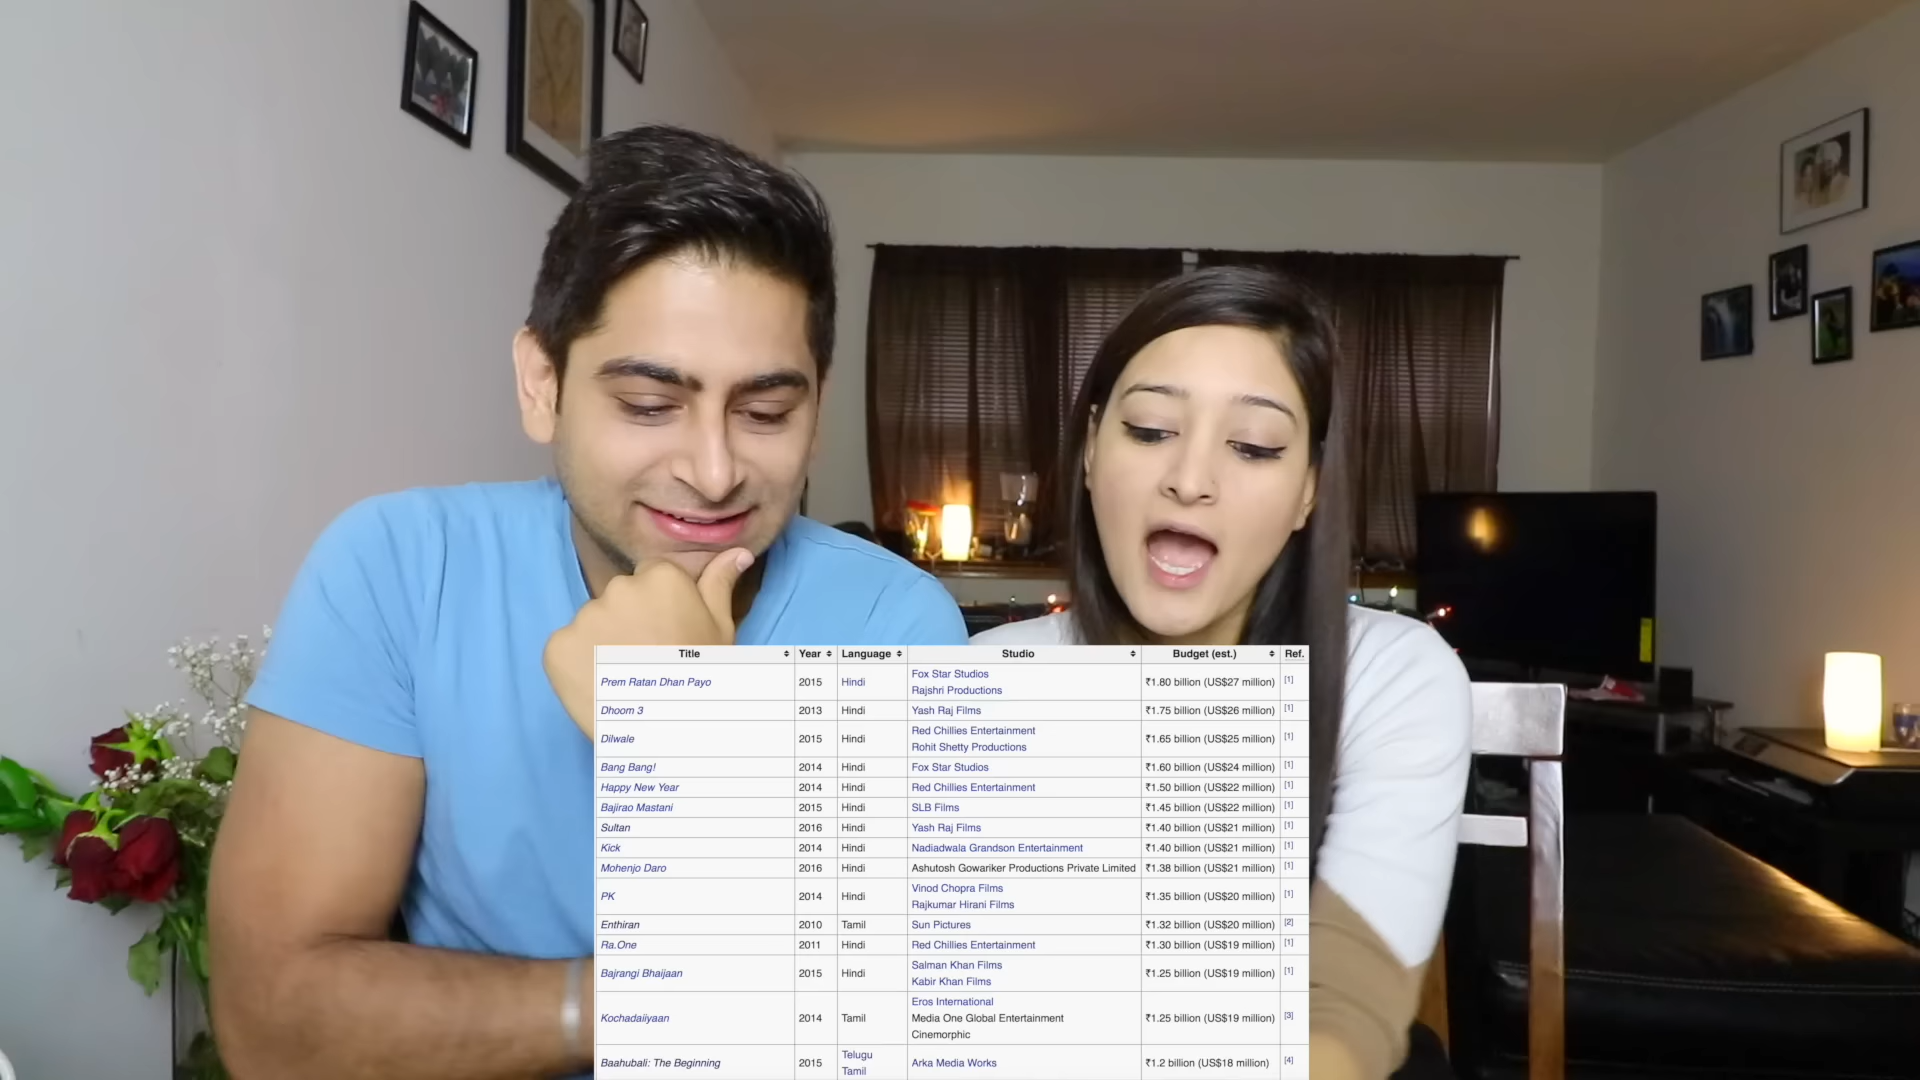 Title Year Language Studio Budget (est.) Ref.
Prem Ratan Dhan Payo 2015 Hindi Fox Star Studios ₹1.80 billion (US$27 million) [1]
Rajshri Productions
Dhoom 3 2013 Hindi Yash Raj Films ₹1.75 billion (US$26 million) [1]
Dilwale 2015 Hindi Red Chillies Entertainment ₹1.65 billion (US$25 million) [1]
Rohit Shetty Productions
Bang Bang! 2014 Hindi Fox Star Studios ₹1.60 billion (US$24 million) [1]
Happy New Year 2014 Hindi Red Chillies Entertainment ₹1.50 billion (US$22 million) [1]
Bajirao Mastani 2015 Hindi SLB Films ₹1.45 billion (US$22 million) [1]
Sultan 2016 Hindi Yash Raj Films ₹1.40 billion (US$21 million) [1]
Kick 2014 Hindi Nadiadwala Grandson Entertainment ₹1.40 billion (US$21 million) [1]
Mohenjo Daro 2016 Hindi Ashutosh Gowariker Productions Private Limited ₹1.38 billion (US$21 million) [1]
PK 2014 Hindi Vinod Chopra Films ₹1.35 billion (US$20 million) [1]
Rajkumar Hirani Films
Enthiran 2010 Tamil Sun Pictures ₹1.32 billion (US$20 million) [2]
Ra.One 2011 Hindi Red Chillies Entertainment ₹1.30 billion (US$19 million) [1]
Bajrangi Bhaijaan 2015 Hindi Salman Khan Films ₹1.25 billion (US$19 million) [1]
Kabir Khan Films
Kochadaiiyaan 2014 Tamil Eros International ₹1.25 billion (US$19 million) [3]
Media One Global Entertainment
Cinemorphic
Baahubali: The Beginning 2015 Telugu Arka Media Works ₹1.2 billion (US$18 million) [4]
Tamil